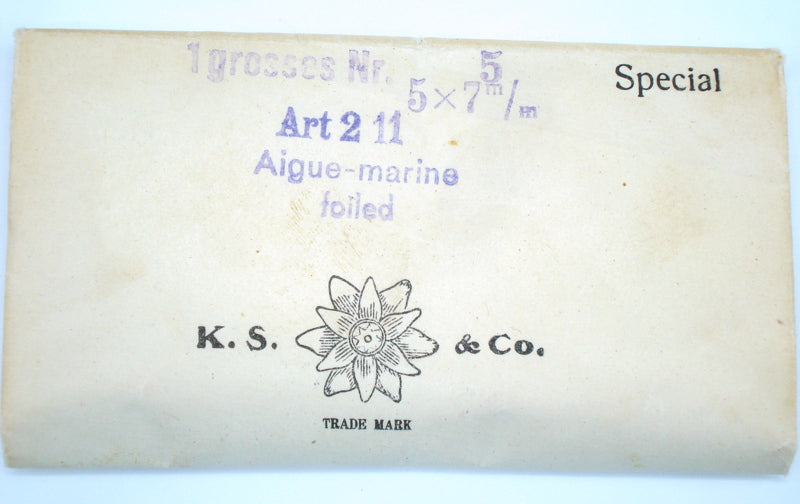 1 grosses Nr. 5
5×7 m/m
Special
Art 2 11
Aigue-marine
foiled
K. S. & Co.
TRADE MARK